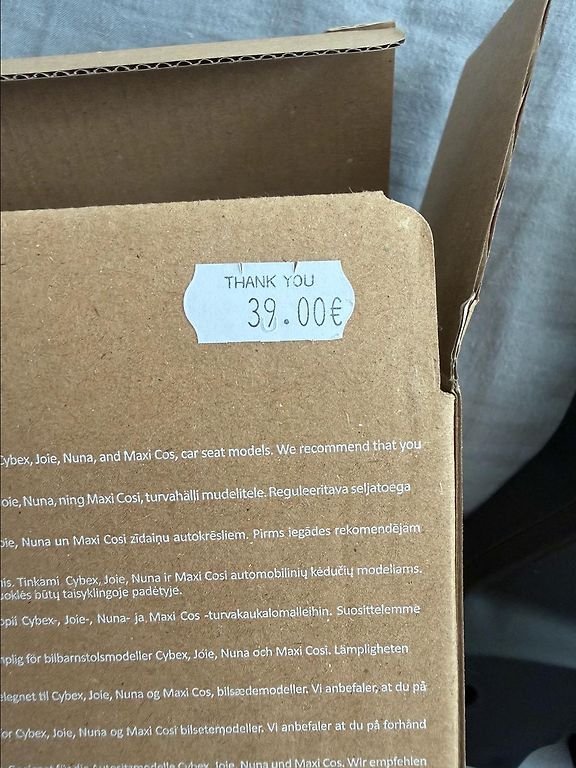 THANK YOU
39.00€
Cybex, Joie, Nuna, and Maxi Cos, car seat models. We recommend that you
Joie, Nuna, ning Maxi Cosi, turvahälli mudelitele. Reguleeritava seljatoega
Joie, Nuna un Maxi Cosi zīdaiņu autokrēsliem. Pirms iegādes rekomendējam
Tinkami Cybex, Joie, Nuna ir Maxi Cosi automobilinių kėdučių modeliams.
būtų taisyklingoje padėtyje.
Cybex-, Joie-, Nuna- ja Maxi Cos -turvakaukalomalleihin. Suosittelemme
för bilbarnstolsmodeller Cybex, Joie, Nuna och Maxi Cosi. Lämpligheten
til Cybex, Joie, Nuna og Maxi Cos, bilsædemodeller. Vi anbefaler, at du på
for Cybex, Joie, Nuna og Maxi Cosi bilsetemodeller. Vi anbefaler at du på forhånd
für die Autositzmodelle Cybex, Joie, Nuna und Maxi Cos. Wir empfehlen